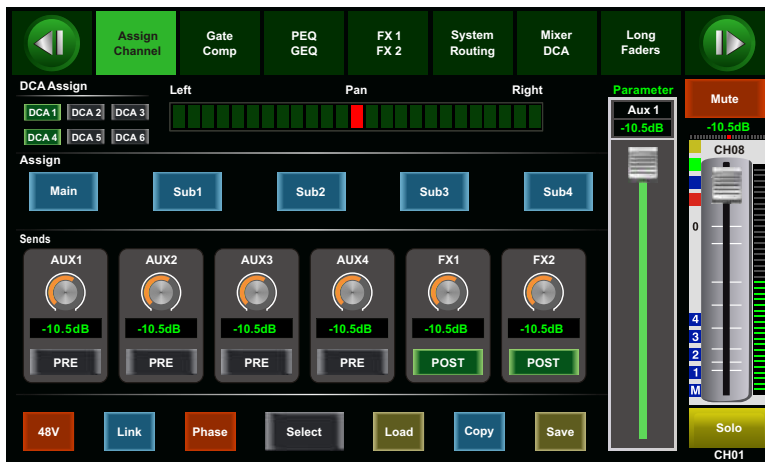 Assign Channel
Gate Comp
PEQ GEQ
FX 1 FX 2
System Routing
Mixer DCA
Long Faders
DCA Assign
Left Pan Right
Parameter
Mute
DCA 1 DCA 2 DCA 3
Aux 1
-10.5dB
-10.5dB
DCA 4 DCA 5 DCA 6
CH08
Assign
Main Sub1 Sub2 Sub3 Sub4
0
Sends
AUX1 AUX2 AUX3 AUX4 FX1 FX2
-10.5dB -10.5dB -10.5dB -10.5dB -10.5dB -10.5dB
PRE PRE PRE PRE POST POST
4
3
2
1
M
48V Link Phase Select Load Copy Save
Solo
CH01